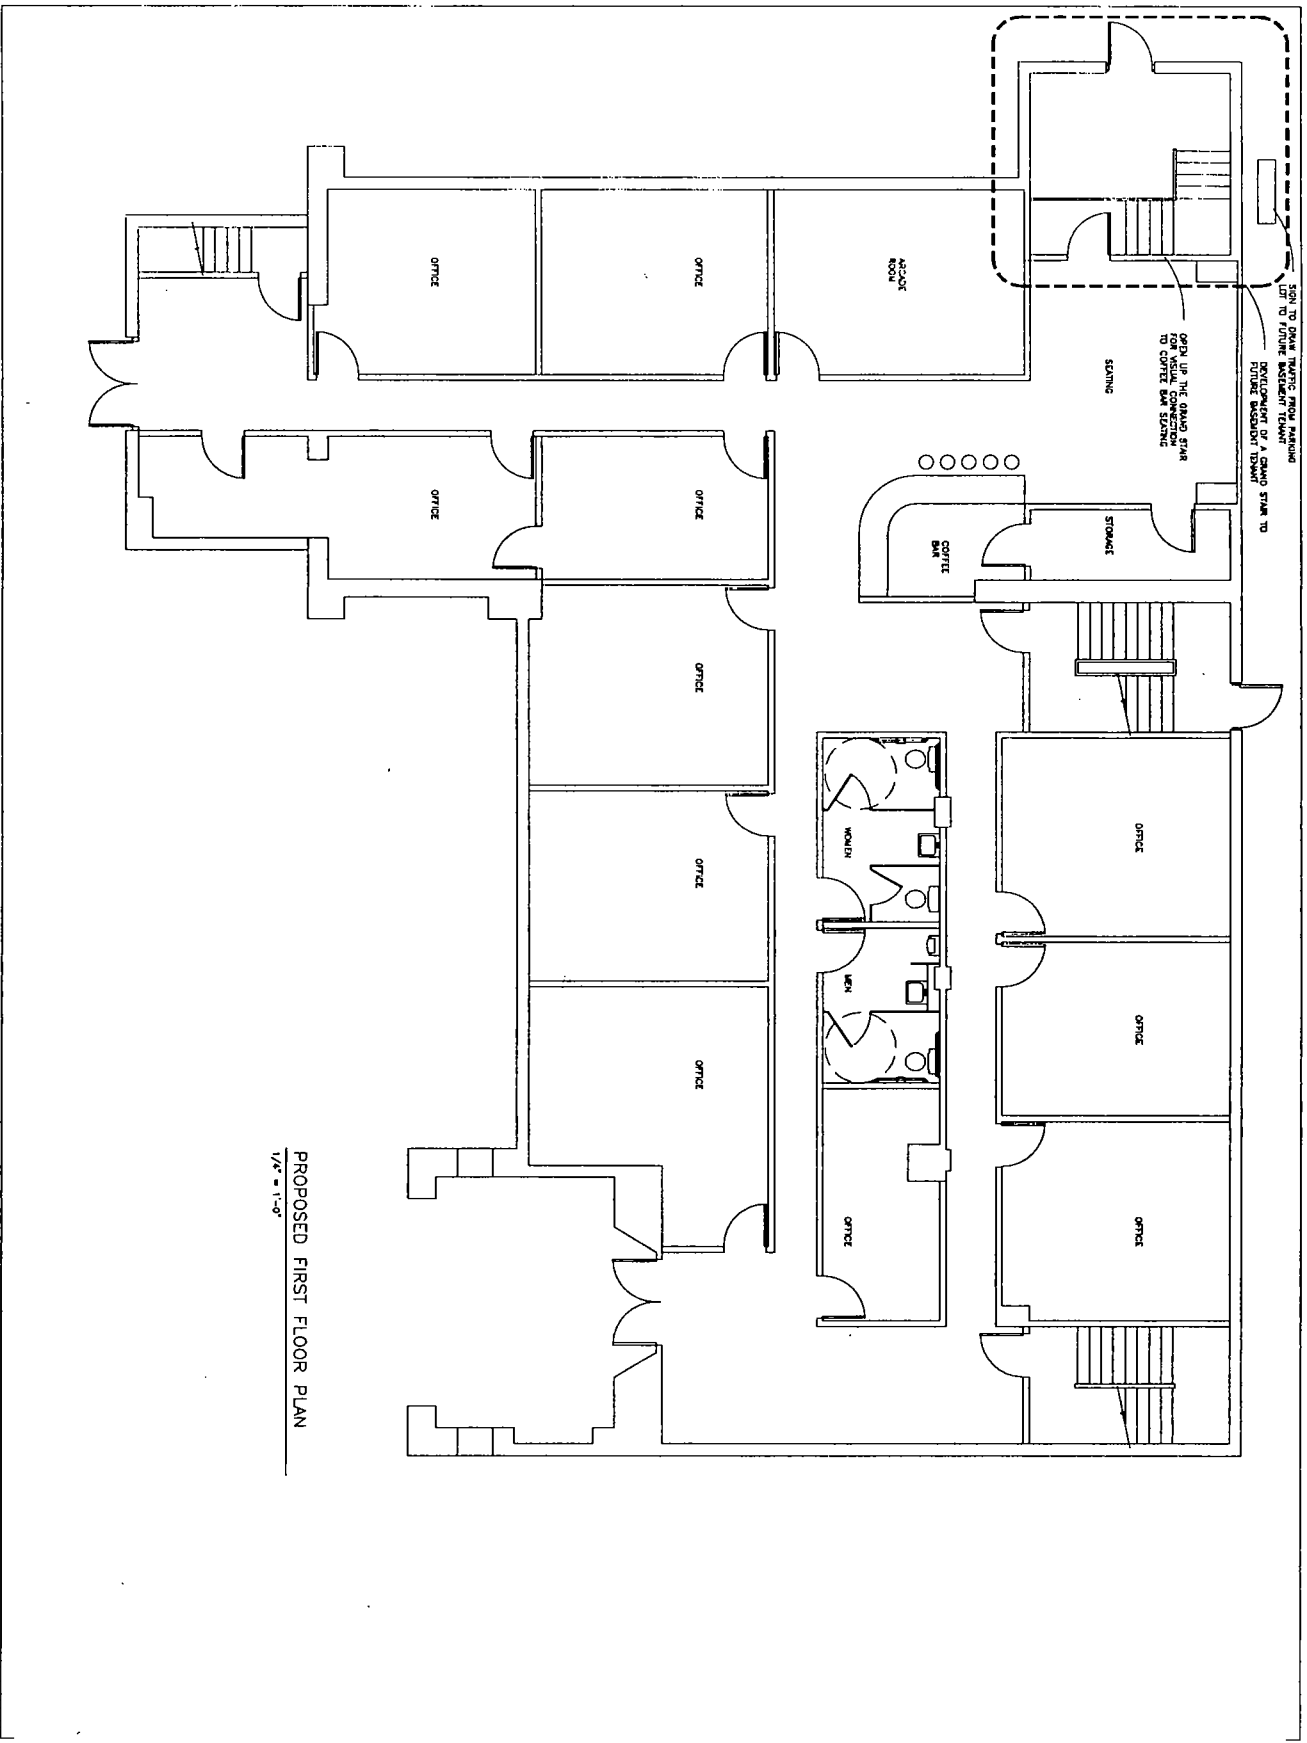 SIGN TO DRAW TRAFFIC FROM PARKING
LOT TO FUTURE BASEMENT TENANT
DEVELOPMENT OF A GRAND STAIR TO
FUTURE BASEMENT TENANT
OPEN UP THE GRAND STAIR
FOR VISUAL CONNECTION
TO COFFEE BAR SEATING
SEATING
STORAGE
OFFICE
OFFICE
OFFICE
ARCADE
ROOM
COFFEE
BAR
WOMEN
MEN
OFFICE
OFFICE
OFFICE
OFFICE
OFFICE
OFFICE
OFFICE
OFFICE
PROPOSED FIRST FLOOR PLAN
1/4" = 1'-0"